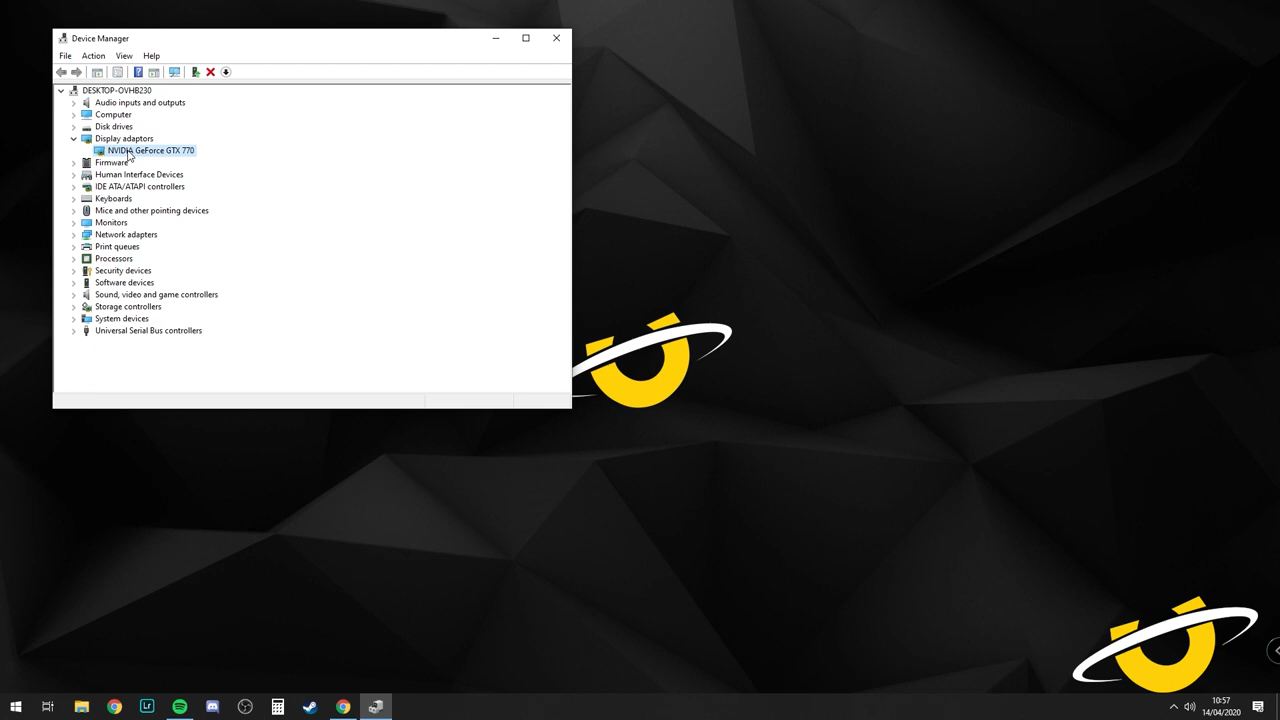 Device Manager
File Action View Help
DESKTOP-OVHB230
Audio inputs and outputs
Computer
Disk drives
Display adaptors
NVIDIA GeForce GTX 770
Firmware
Human Interface Devices
IDE ATA/ATAPI controllers
Keyboards
Mice and other pointing devices
Monitors
Network adapters
Print queues
Processors
Security devices
Software devices
Sound, video and game controllers
Storage controllers
System devices
Universal Serial Bus controllers
Lr
10:57
14/04/2020